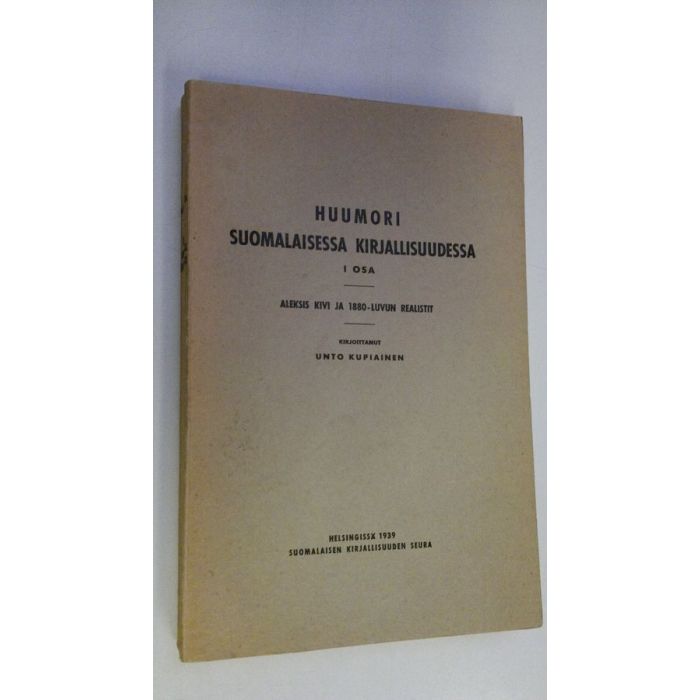 HUUMORI
SUOMALAISESSA KIRJALLISUUDESSA
I OSA
ALEKSIS KIVI JA 1880-LUVUN REALISTIT
KIRJOITTANUT
UNTO KUPIAINEN
HELSINGISSÄ 1939
SUOMALAISEN KIRJALLISUUDEN SEURA